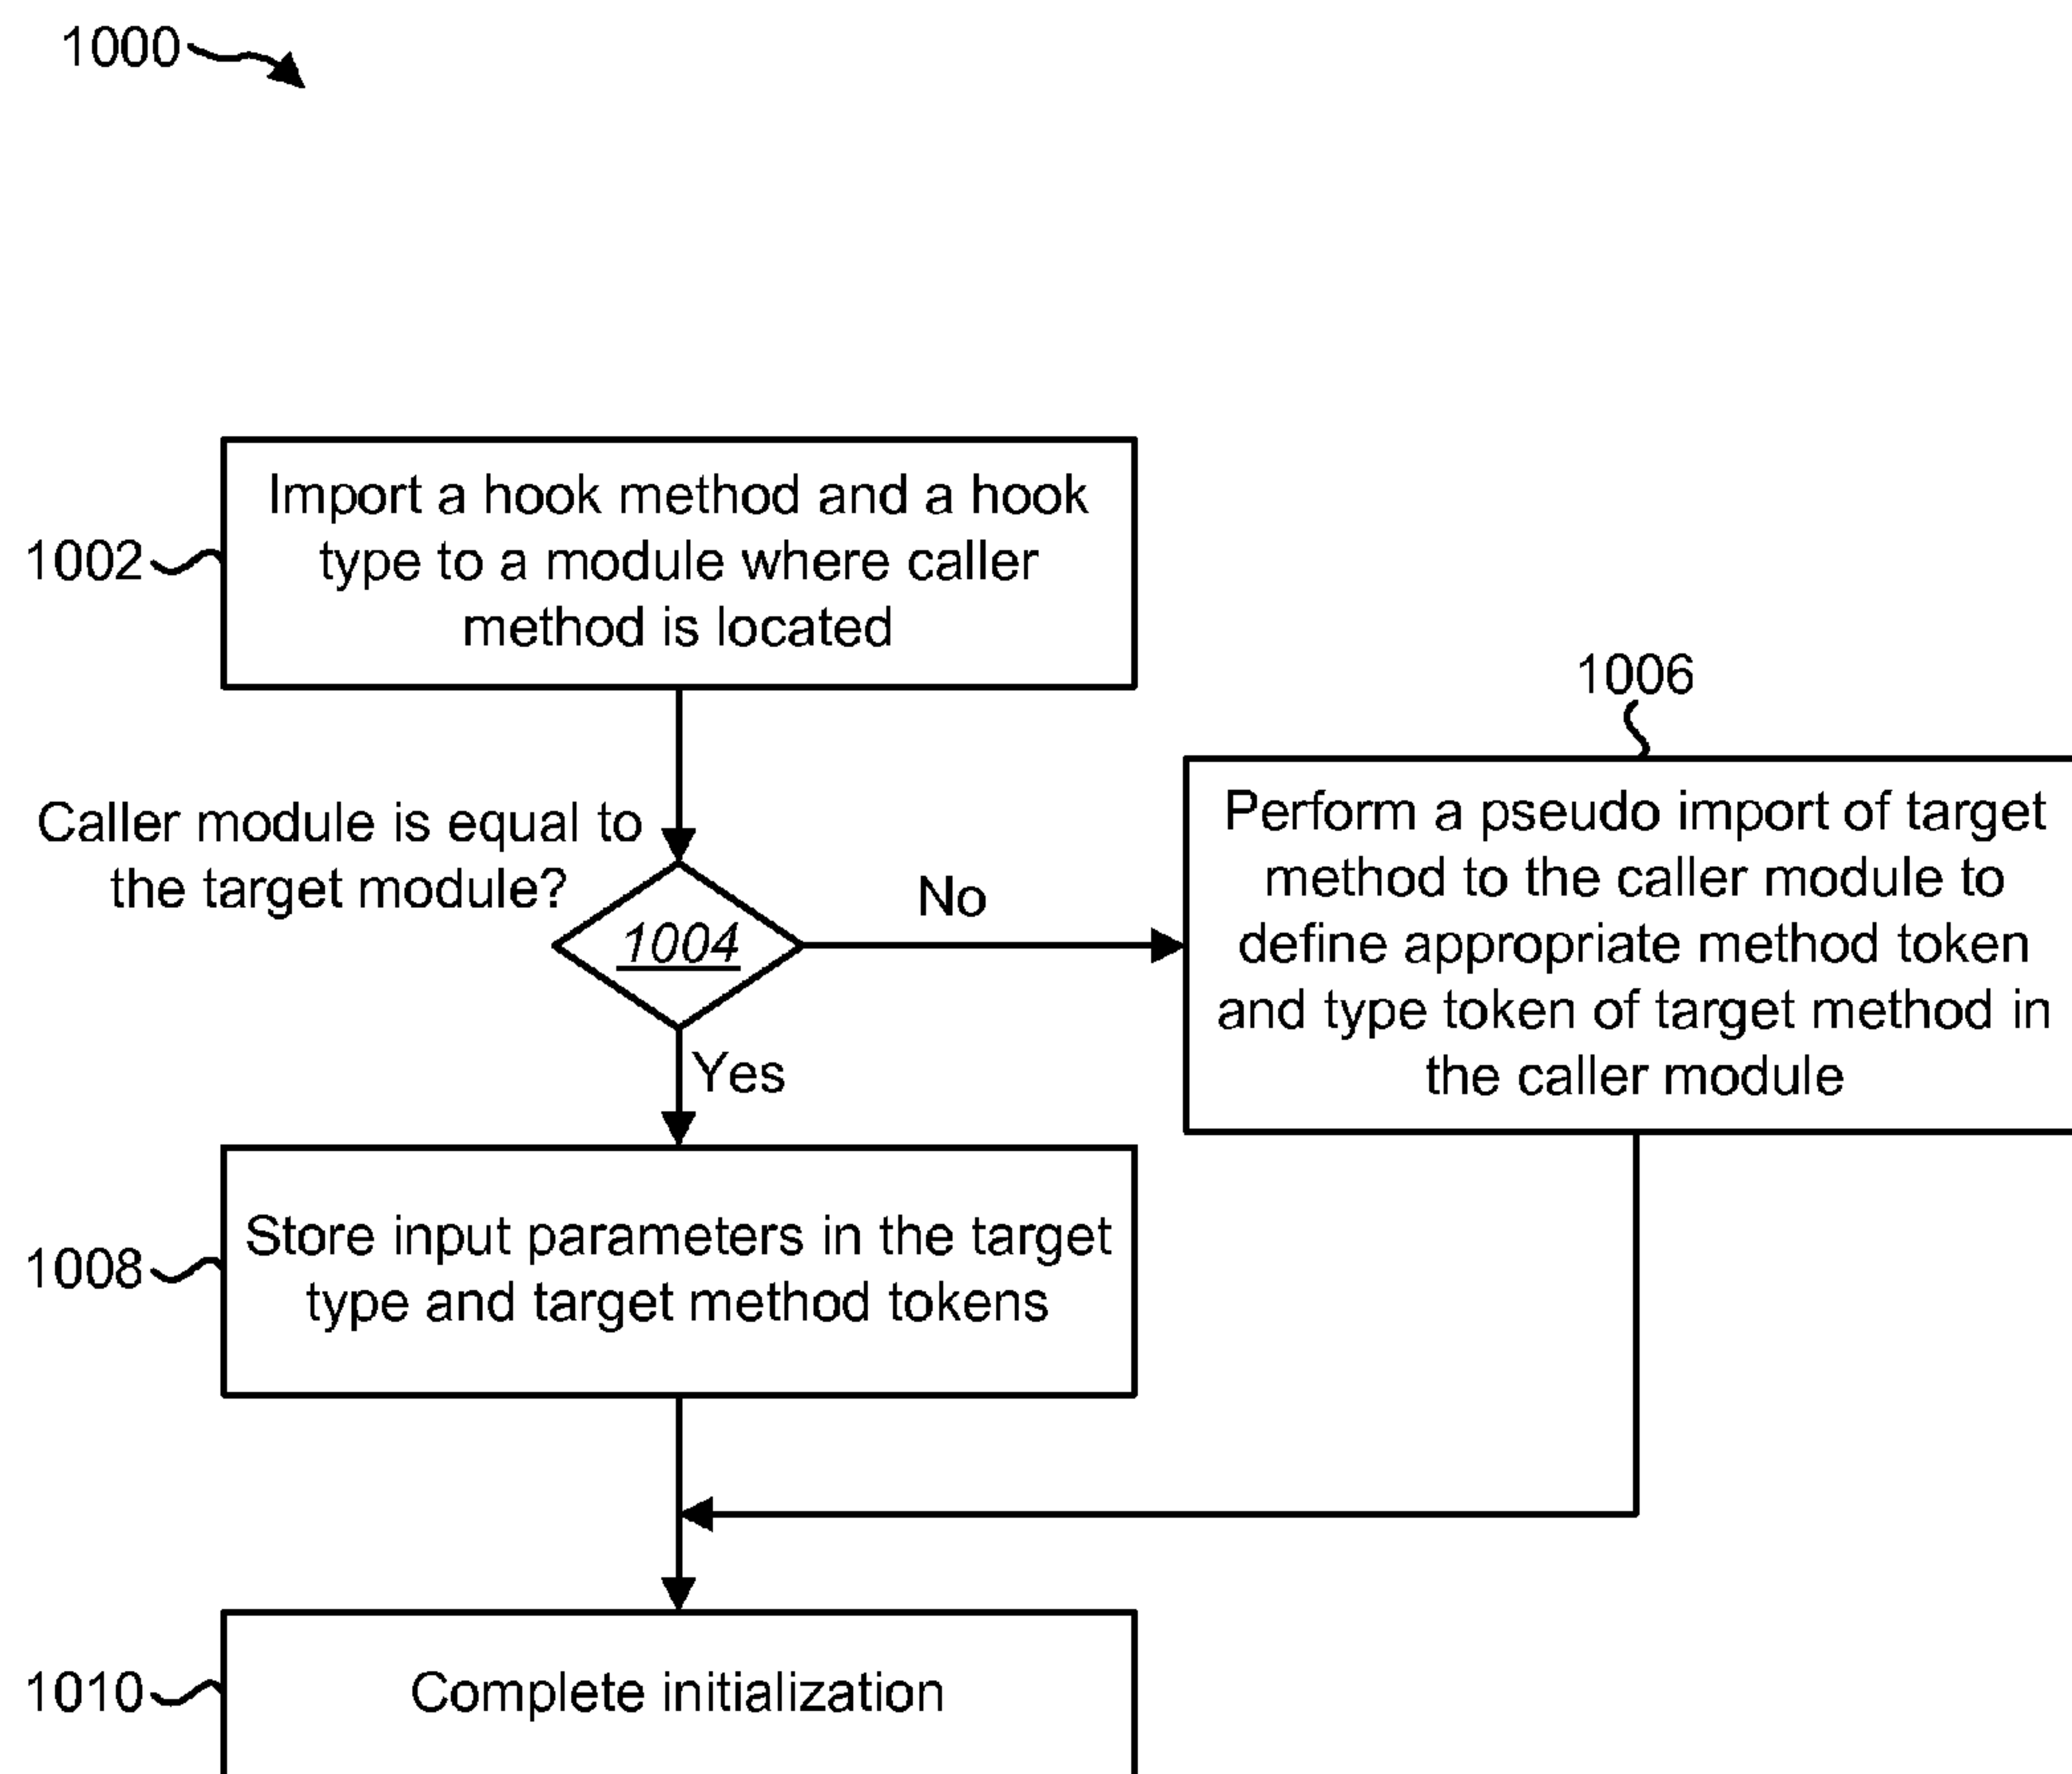 1000
Import a hook method and a hook
type to a module where caller
method is located
1002
1006
Caller module is equal to
the target module?
1004
No
Yes
Perform a pseudo import of target
method to the caller module to
define appropriate method token
and type token of target method in
the caller module
Store input parameters in the target
type and target method tokens
1008
1010
Complete initialization